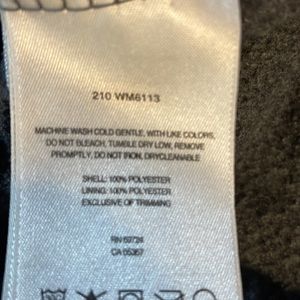 210 WM6113
MACHINE WASH COLD GENTLE, WITH LIKE COLORS,
DO NOT BLEACH, TUMBLE DRY LOW, REMOVE
PROMPTLY, DO NOT IRON, DRYCLEANABLE
SHELL: 100% POLYESTER
LINING: 100% POLYESTER
EXCLUSIVE OF TRIMMING
RN 69724
CA 05367